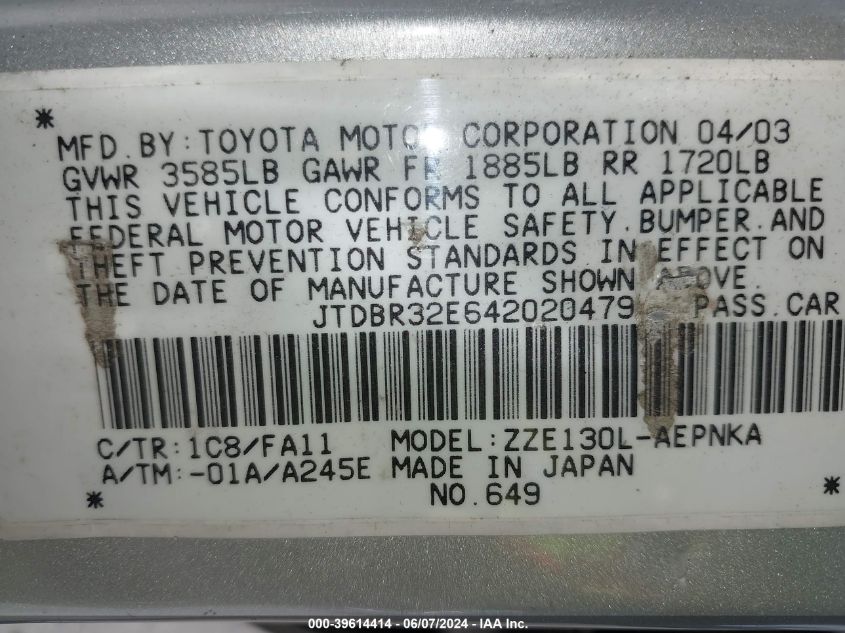 *
MFD.BY:TOYOTA MOTOR CORPORATION 04/03
GVWR 3585LB GAWR FR 1885LB RR 1720LB
THIS VEHICLE CONFORMS TO ALL APPLICABLE
FEDERAL MOTOR VEHICLE SAFETY,BUMPER,AND
THEFT PREVENTION STANDARDS IN EFFECT ON
THE DATE OF MANUFACTURE SHOWN ABOVE.
JTDBR32E642020479 PASS.CAR
C/TR:1C8/FA11 MODEL:ZZE130L-AEPNKA
A/TM:-01A/A245E MADE IN JAPAN
* NO.649 *
000-39614414 - 06/07/2024 - IAA Inc.